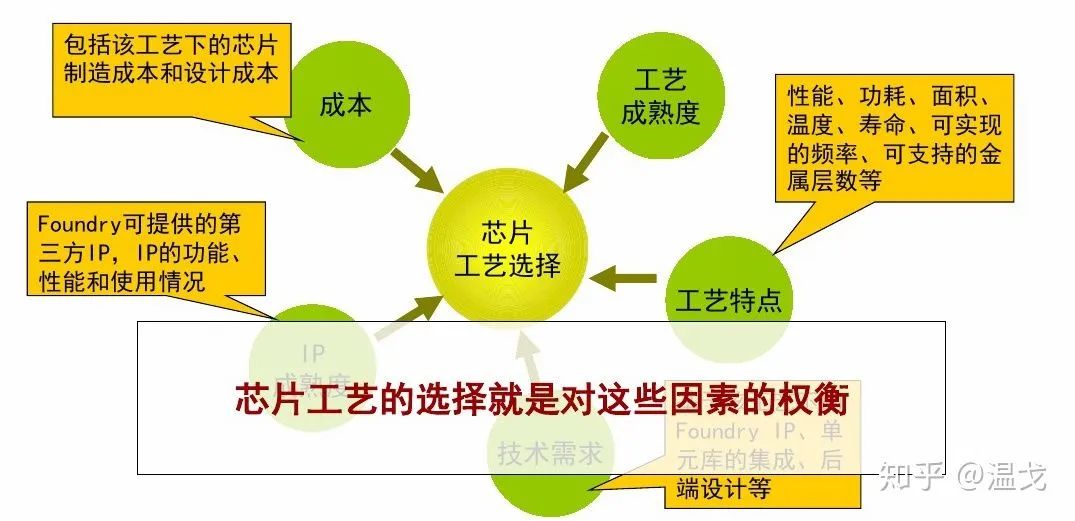 包括该工艺下的芯片
制造成本和设计成本
成本
工艺
成熟度
性能、功耗、面积、
温度、寿命、可实现
的频率、可支持的金
属层数等
芯片
工艺选择
Foundry可提供的第
三方IP，IP的功能、
性能和使用情况
工艺特点
IP
成熟度
芯片工艺的选择就是对这些因素的权衡
技术需求
Foundry IP、单
元库的集成、后
端设计等
知乎 @温戈